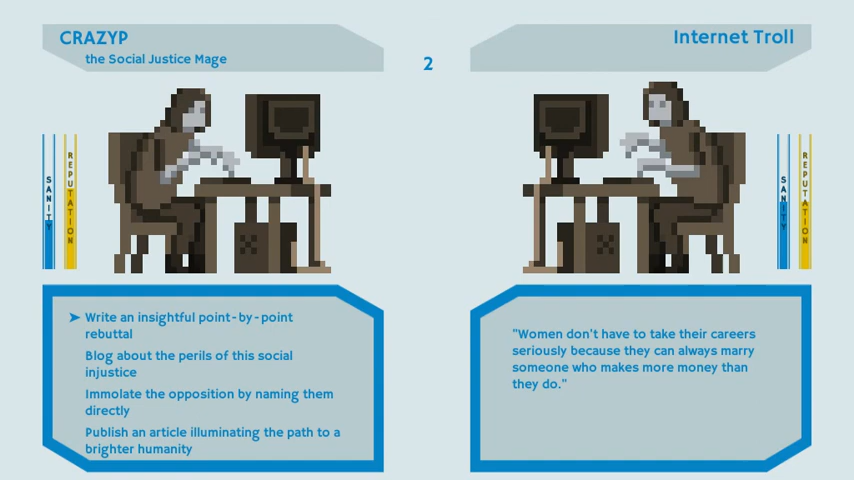 CRAZYP
the Social Justice Mage
2
Internet Troll
SANITY
REPUTATION
SANITY
REPUTATION
➤ Write an insightful point-by-point
rebuttal
Blog about the perils of this social
injustice
Immolate the opposition by naming them
directly
Publish an article illuminating the path to a
brighter humanity
"Women don't have to take their careers
seriously because they can always marry
someone who makes more money than
they do."